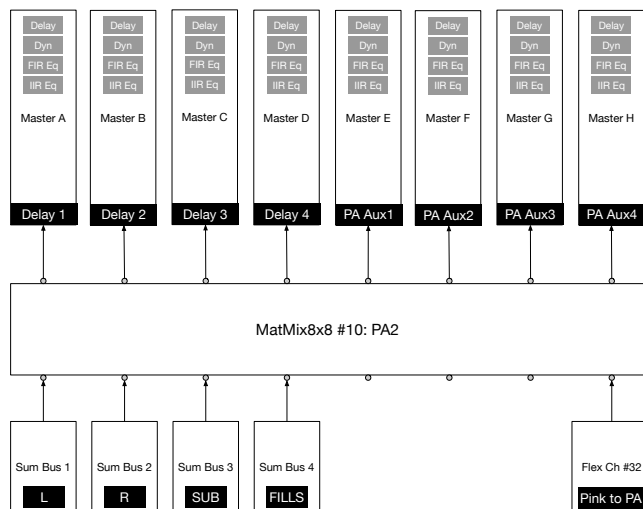 Delay Delay Delay Delay Delay Delay Delay Delay
Dyn Dyn Dyn Dyn Dyn Dyn Dyn Dyn
FIR Eq FIR Eq FIR Eq FIR Eq FIR Eq FIR Eq FIR Eq FIR Eq
IIR Eq IIR Eq IIR Eq IIR Eq IIR Eq IIR Eq IIR Eq IIR Eq
Master A Master B Master C Master D Master E Master F Master G Master H
Delay 1 Delay 2 Delay 3 Delay 4 PA Aux1 PA Aux2 PA Aux3 PA Aux4
MatMix8x8 #10: PA2
Sum Bus 1 Sum Bus 2 Sum Bus 3 Sum Bus 4 Flex Ch #32
L R SUB FILLS Pink to PA